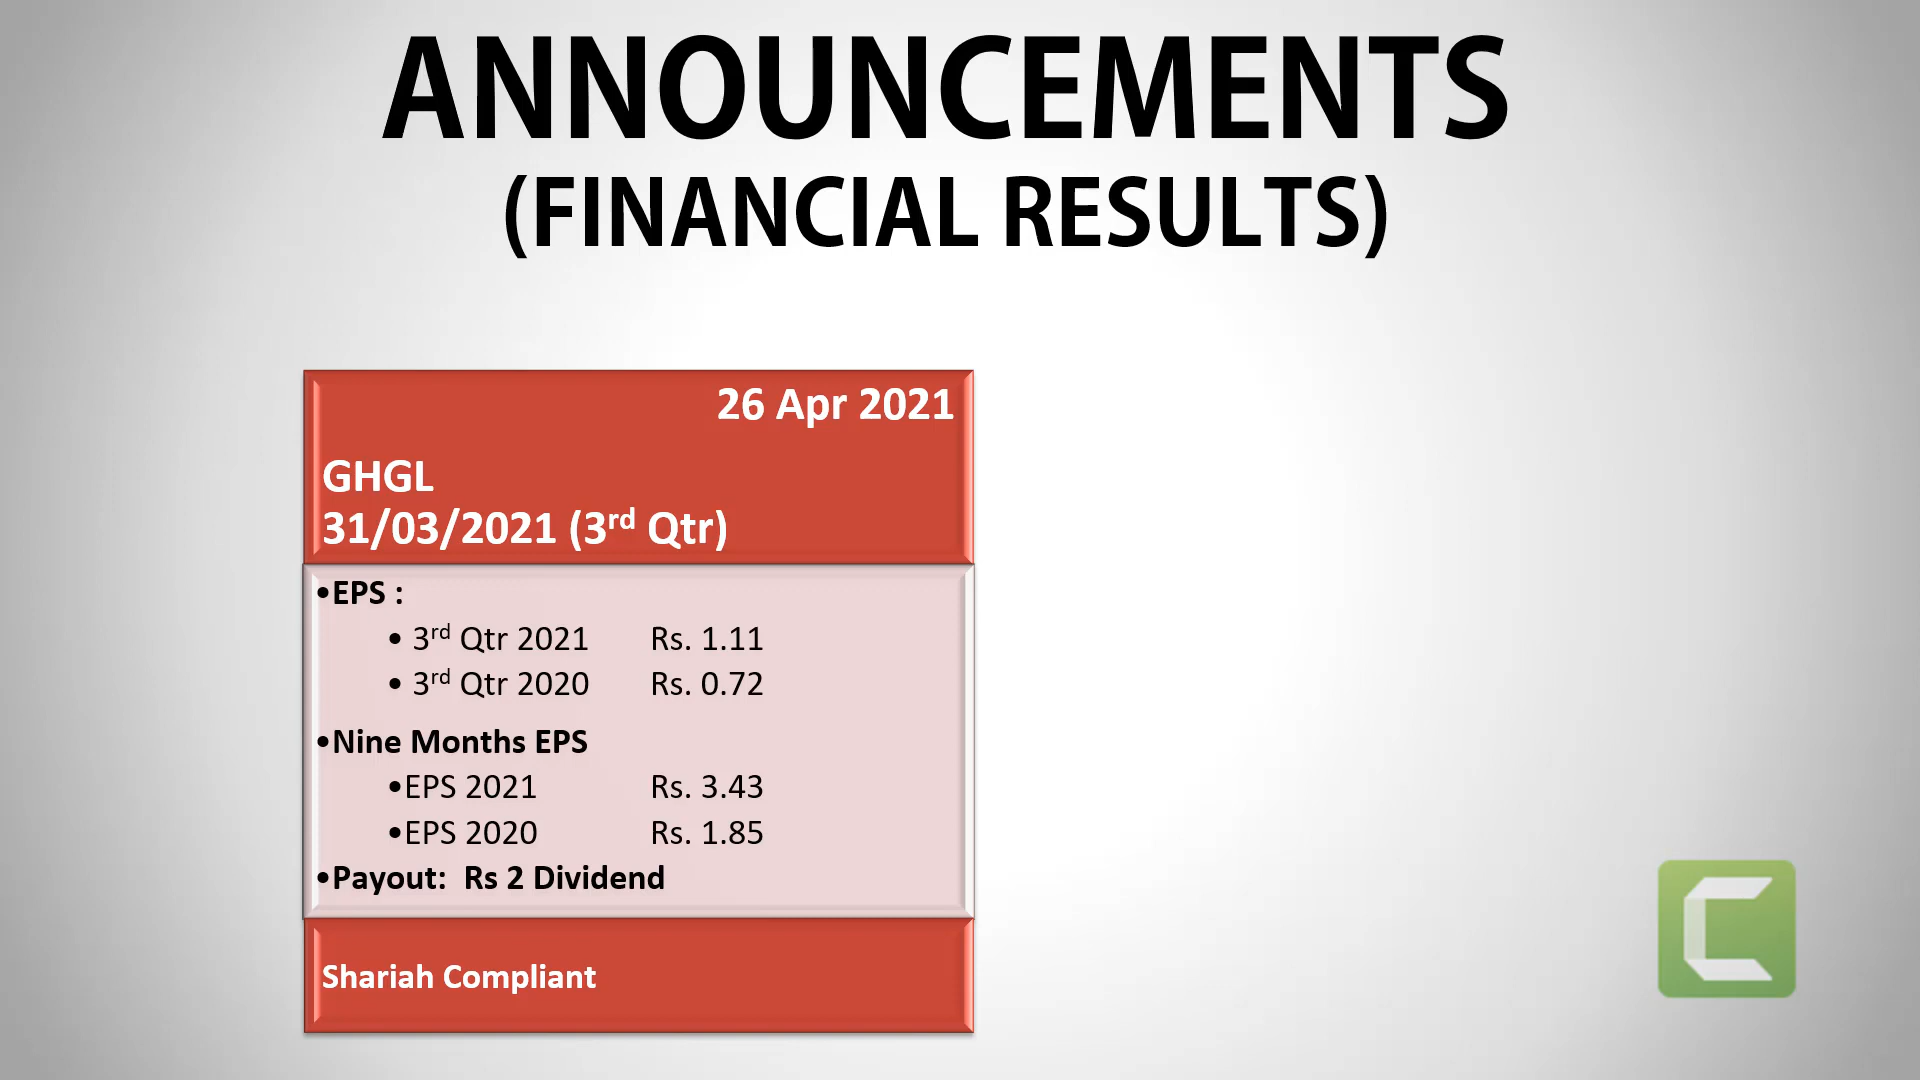 ANNOUNCEMENTS
(FINANCIAL RESULTS)
26 Apr 2021
GHGL
31/03/2021 (3rd Qtr)
•EPS :
• 3rd Qtr 2021 Rs. 1.11
• 3rd Qtr 2020 Rs. 0.72
•Nine Months EPS
•EPS 2021 Rs. 3.43
•EPS 2020 Rs. 1.85
•Payout: Rs 2 Dividend
Shariah Compliant